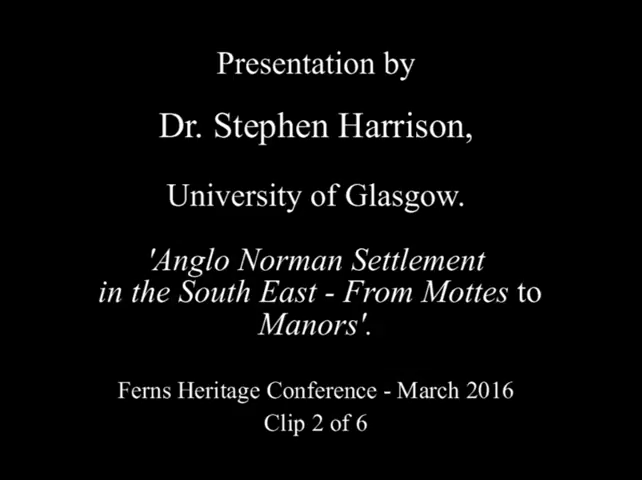 Presentation by
Dr. Stephen Harrison,
University of Glasgow.
'Anglo Norman Settlement
in the South East - From Mottes to
Manors'.
Ferns Heritage Conference - March 2016
Clip 2 of 6